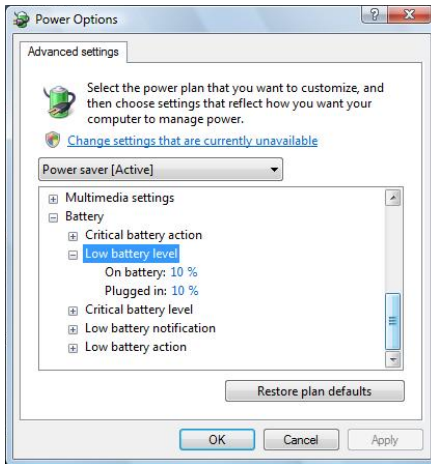 Power Options
Advanced settings
Select the power plan that you want to customize, and
then choose settings that reflect how you want your
computer to manage power.
Change settings that are currently unavailable
Power saver [Active]
Multimedia settings
Battery
Critical battery action
Low battery level
On battery: 10 %
Plugged in: 10 %
Critical battery level
Low battery notification
Low battery action
Restore plan defaults
OK Cancel Apply